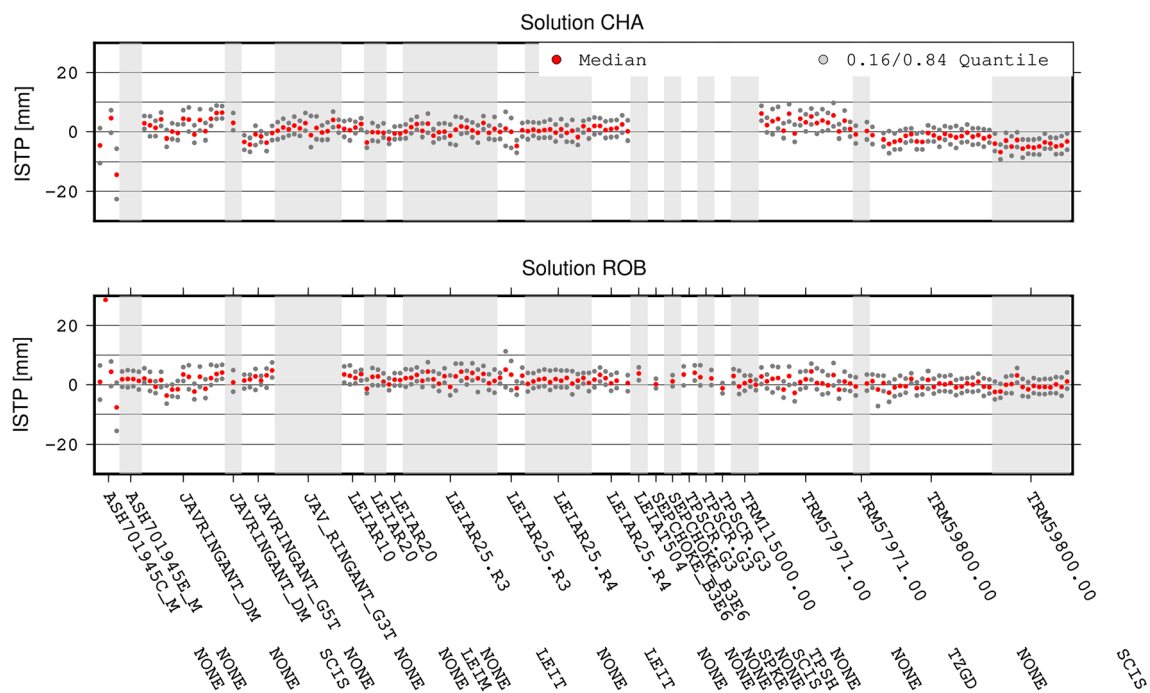 Solution CHA
Median
0.16/0.84 Quantile
ISTP [mm]
20
0
−20
Solution ROB
ISTP [mm]
20
0
−20
ASH701945C_M NONE
ASH701945E_M NONE
JAVRINGANT_DM NONE
JAVRINGANT_DM SCIS
JAVRINGANT_G5T NONE
JAV_RINGANT_G3T NONE
LEIAR10 NONE
LEIAR20 LEIM
LEIAR20 NONE
LEIAR25.R3 LEIT
LEIAR25.R3 NONE
LEIAR25.R4 LEIT
LEIAR25.R4 NONE
LEIAT504 NONE
SEPCHOKE_B3E6 NONE
SEPCHOKE_B3E6 SPKE
TPSCR.G3 NONE
TPSCR.G3 SCIS
TPSCR.G3 TPSH
TRM115000.00 NONE
TRM57971.00 NONE
TRM57971.00 TZGD
TRM59800.00 NONE
TRM59800.00 SCIS